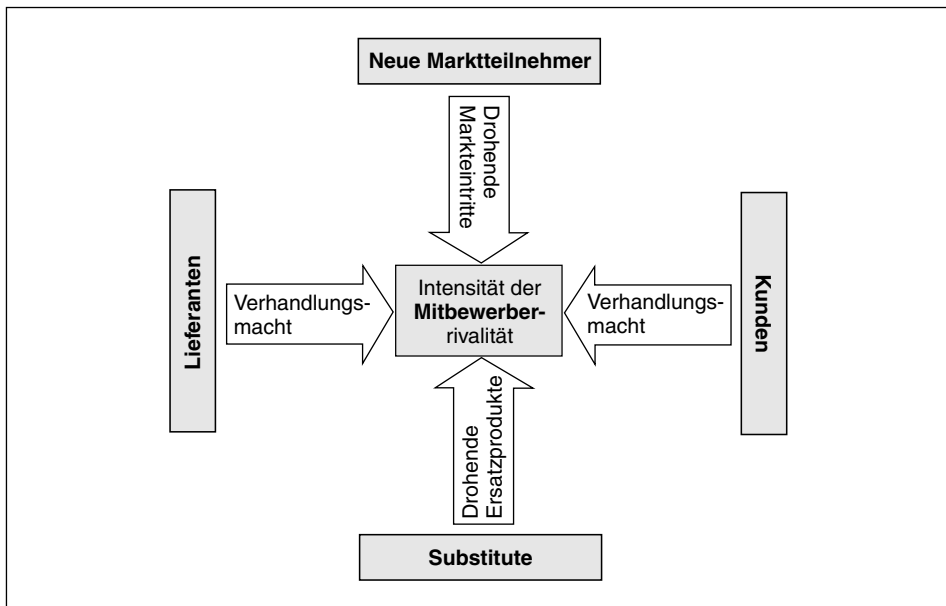 Neue Marktteilnehmer
Drohende
Markteintritte
Lieferanten
Verhandlungs-
macht
Intensität der
Mitbewerber-
rivalität
Verhandlungs-
macht
Kunden
Drohende
Ersatzprodukte
Substitute